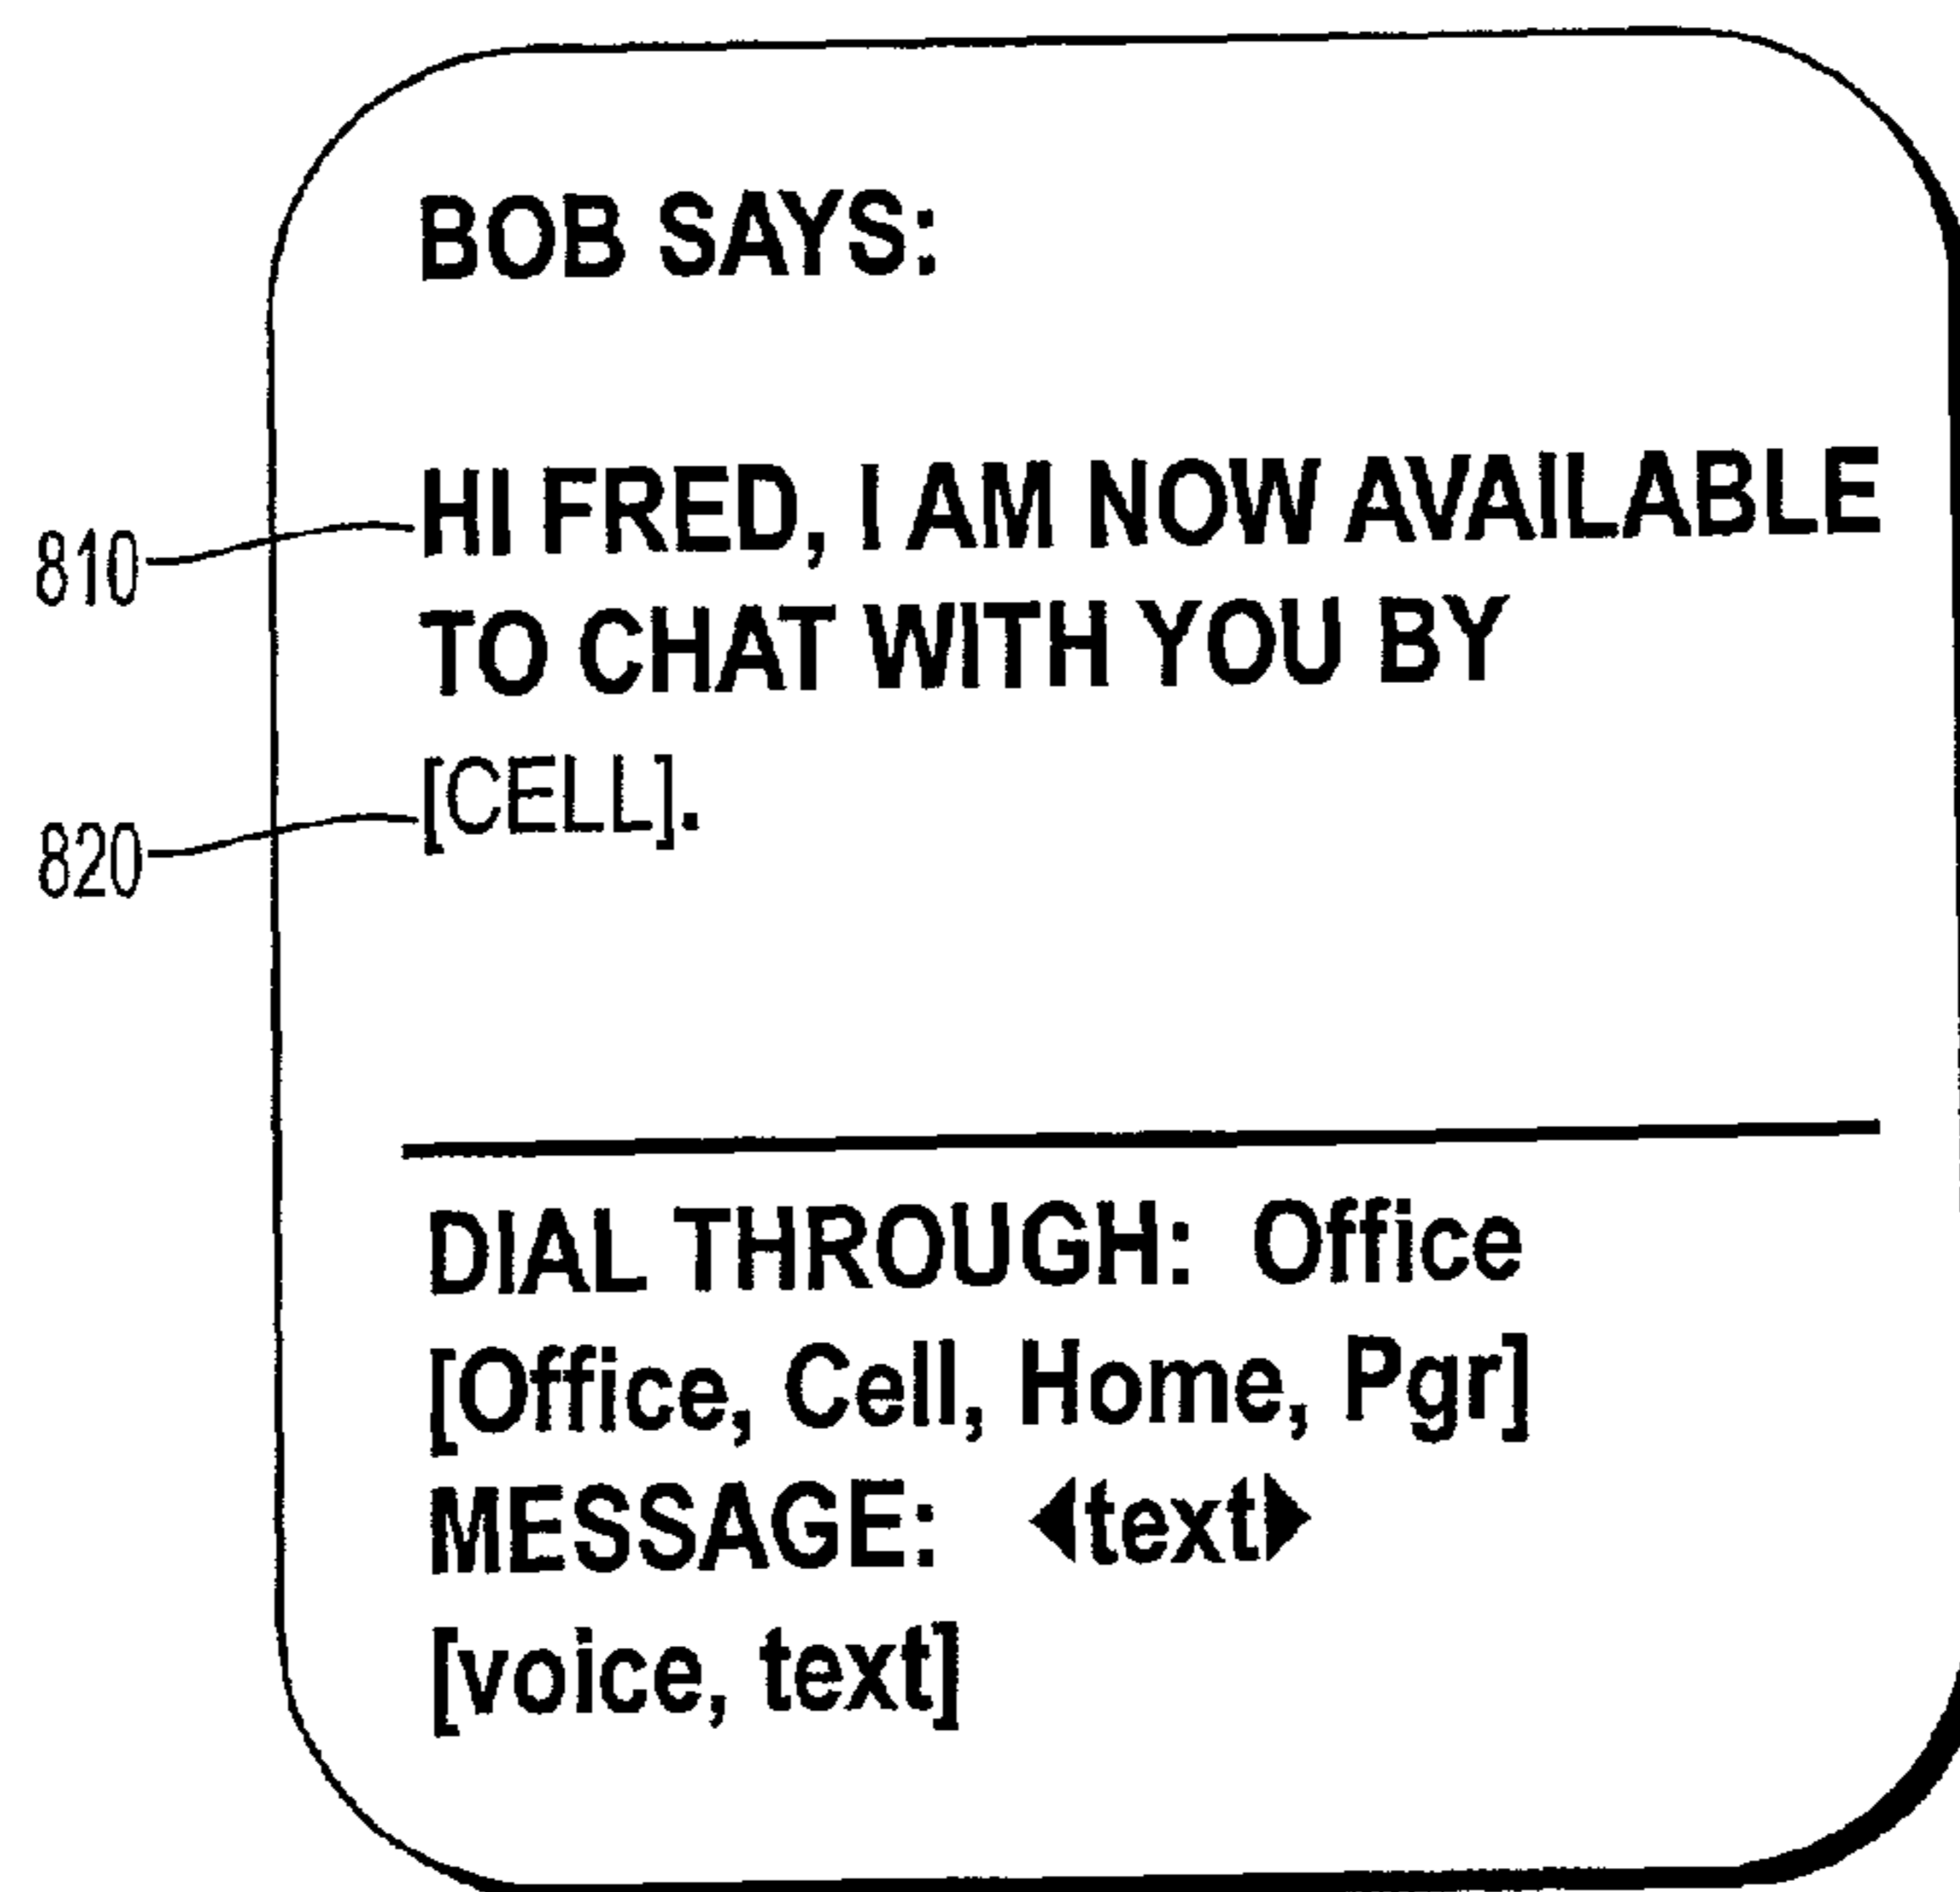 BOB SAYS:
810
HI FRED, I AM NOW AVAILABLE
TO CHAT WITH YOU BY
820
[CELL].
DIAL THROUGH: Office
[Office, Cell, Home, Pgr]
MESSAGE: ◀text▶
[voice, text]